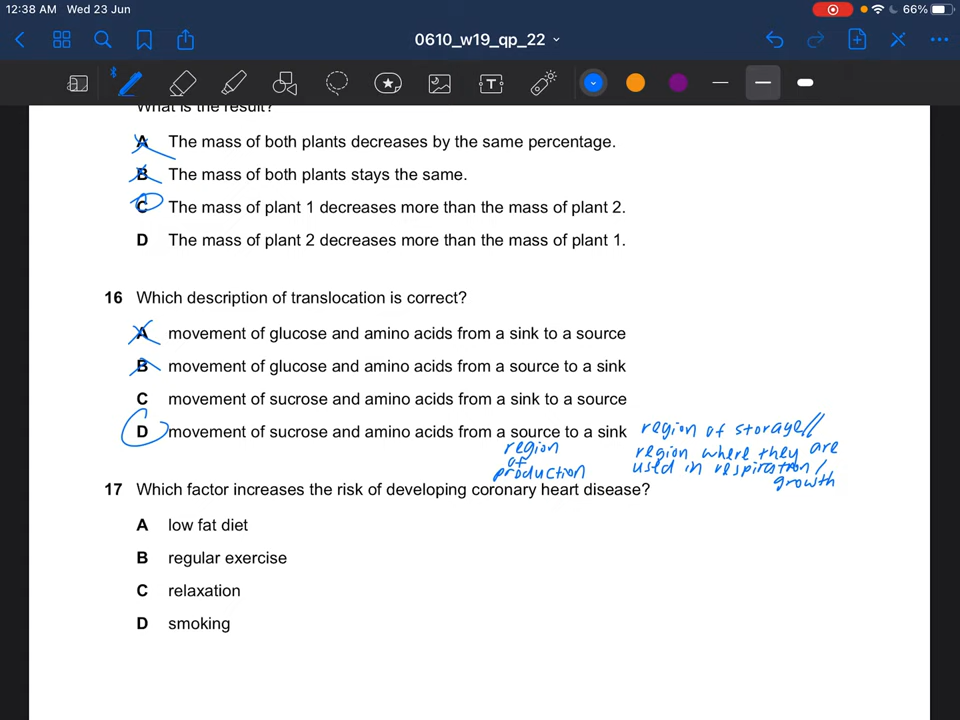 12:38 AM Wed 23 Jun
66%
0610_w19_qp_22
What is the result?
A The mass of both plants decreases by the same percentage.
B The mass of both plants stays the same.
C The mass of plant 1 decreases more than the mass of plant 2.
D The mass of plant 2 decreases more than the mass of plant 1.
16 Which description of translocation is correct?
A movement of glucose and amino acids from a sink to a source
B movement of glucose and amino acids from a source to a sink
C movement of sucrose and amino acids from a sink to a source
D movement of sucrose and amino acids from a source to a sink
region of production
region of storage//
region where they are
used in respiration/
growth
17 Which factor increases the risk of developing coronary heart disease?
A low fat diet
B regular exercise
C relaxation
D smoking